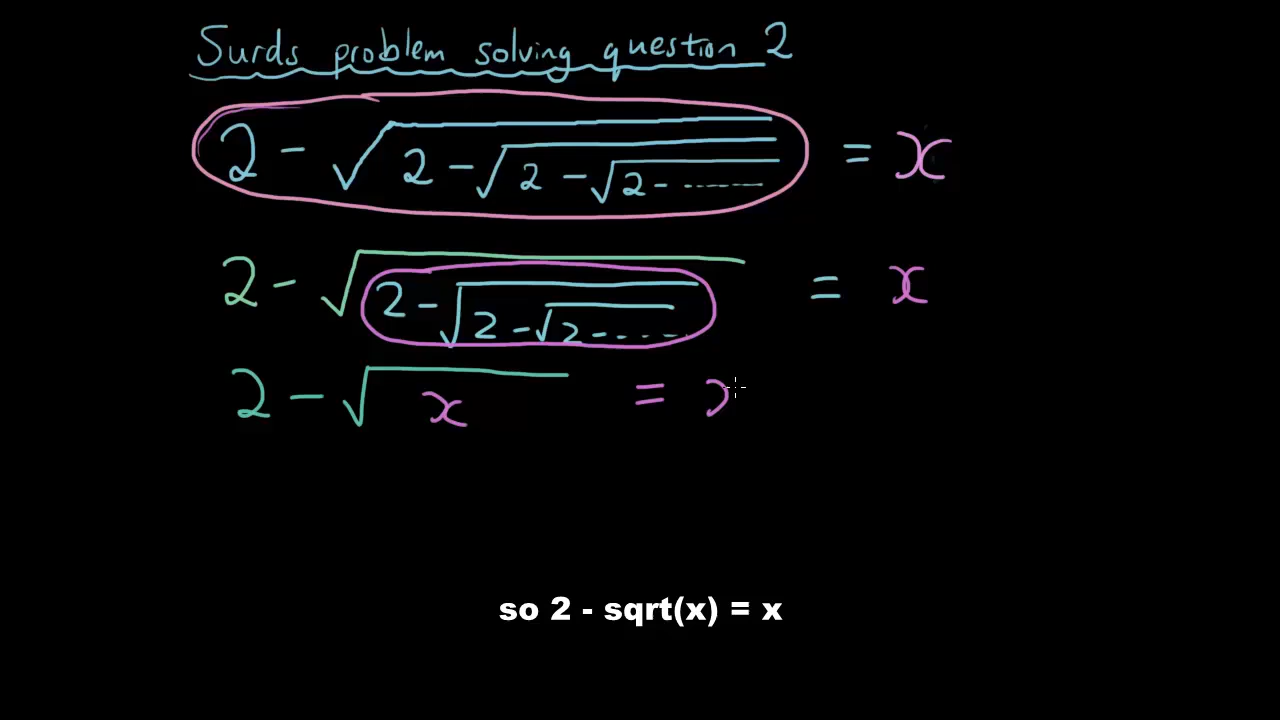 Surds problem solving question 2
2 - √(2 - √(2 - √(2 - ........ = x
2 - √(2 - √(2 - √(2 - ...... = x
2 - √x = x
so 2 - sqrt(x) = x